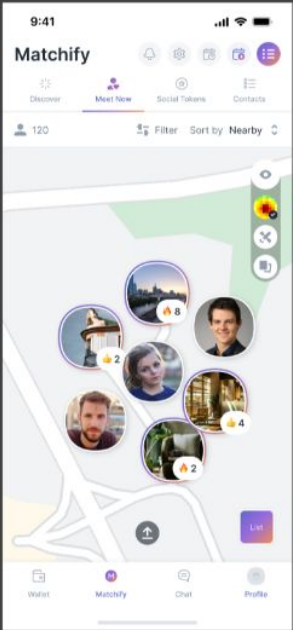 9:41
Matchify
Discover Meet Now Social Tokens Contacts
120 Filter Sort by Nearby
🔥 8
👍 2
👍 4
🔥 2
List
M
Wallet Matchify Chat Profile